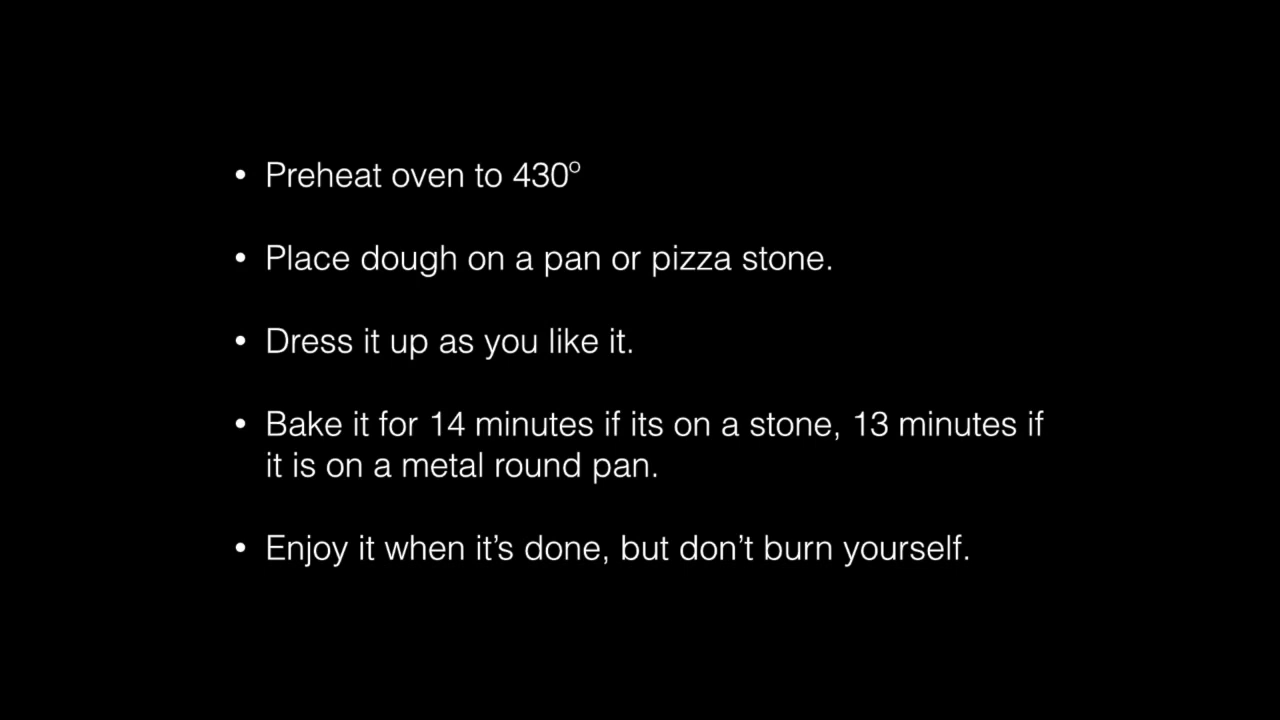 • Preheat oven to 430º
• Place dough on a pan or pizza stone.
• Dress it up as you like it.
• Bake it for 14 minutes if its on a stone, 13 minutes if
it is on a metal round pan.
• Enjoy it when it’s done, but don’t burn yourself.